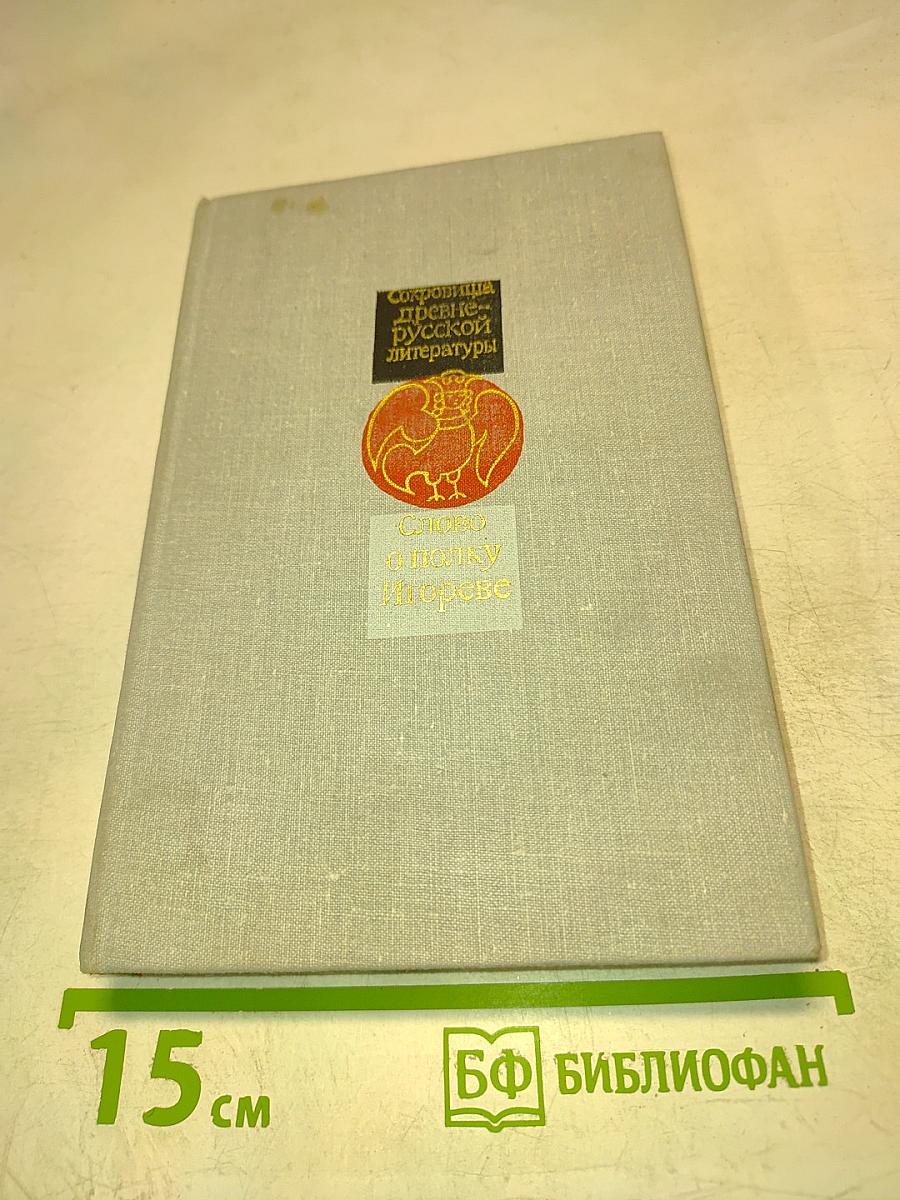 Сокровища
древне-
русской
литературы
Слово
о полку
Игореве
15 см
БФ БИБЛИОФАН